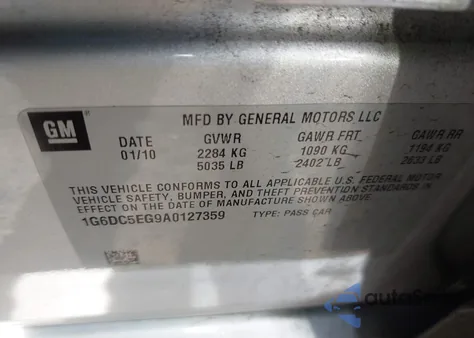 GM
MFD BY GENERAL MOTORS LLC
DATE GVWR GAWR FRT GAWR RR
01/10 2284 KG 1090 KG 1194 KG
5035 LB 2402 LB 2633 LB
THIS VEHICLE CONFORMS TO ALL APPLICABLE U.S. FEDERAL MOTOR
VEHICLE SAFETY, BUMPER, AND THEFT PREVENTION STANDARDS IN
EFFECT ON THE DATE OF MANUFACTURE SHOWN ABOVE.
1G6DC5EG9A0127359 TYPE: PASS CAR